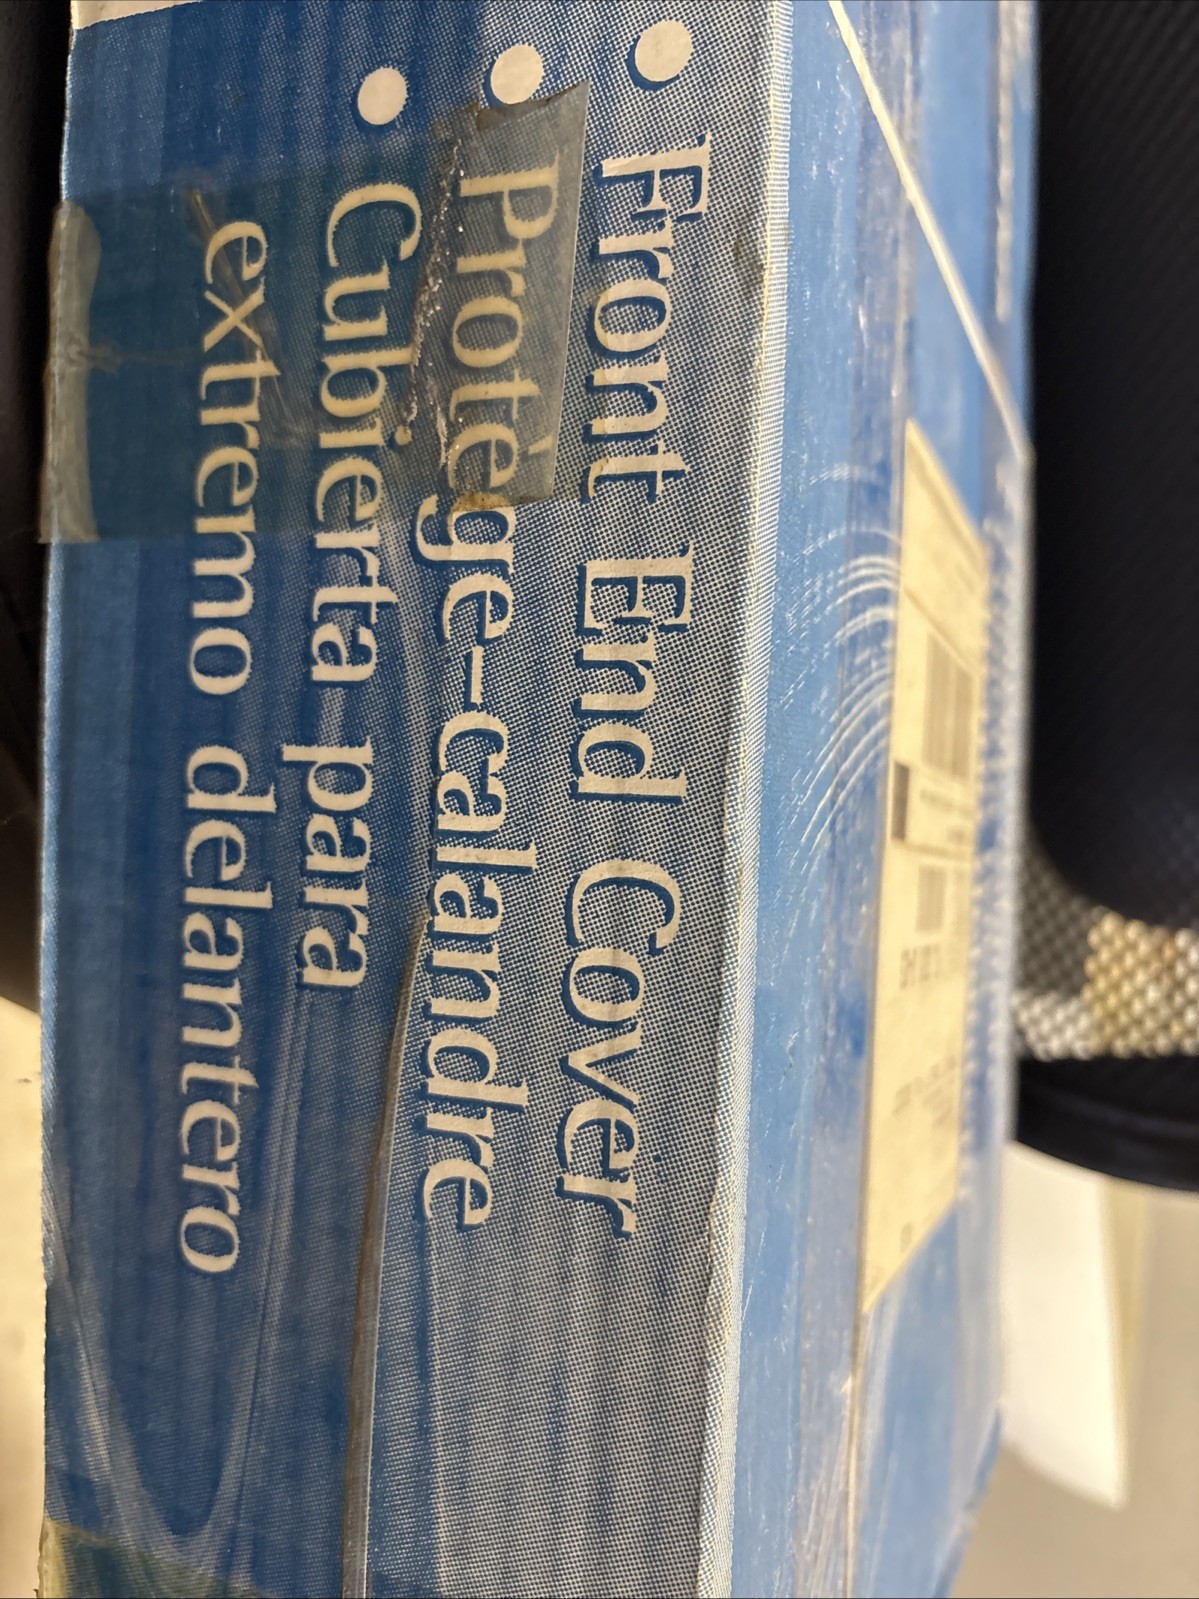 • Front End Cover
• Protège-calandre
• Cubierta para
extremo delantero